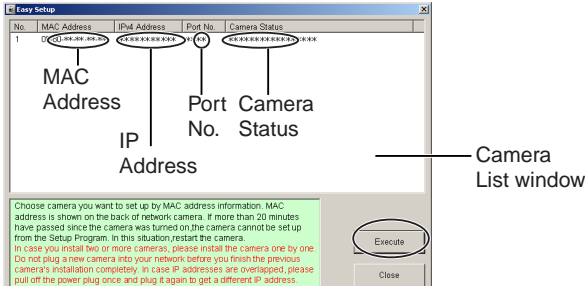 Easy Setup
No. MAC Address IPv4 Address Port No. Camera Status
1
MAC Address
IP Address
Port No.
Camera Status
Camera List window
Choose camera you want to set up by MAC address information. MAC
address is shown on the back of network camera. If more than 20 minutes
have passed since the camera was turned on,the camera cannot be set up
from the Setup Program. In this situation,restart the camera.
In case you install two or more cameras, please install the camera one by one.
Do not plug a new camera into your network before you finish the previous
camera's installation completely. In case IP addresses are overlapped, please
pull off the power plug once and plug it again to get a different IP address.
Execute
Close